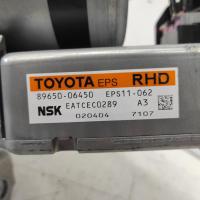 TOYOTA EPS RHD
89650-06450 EPS11-062
NSK EATCEC0289 A3
020404 7107